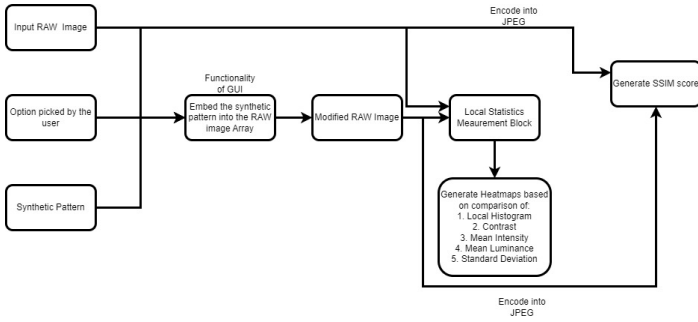 Encode into
JPEG
Input RAW Image
Generate SSIM score
Functionality
of GUI
Option picked by the
user
Embed the synthetic
pattern into the RAW
image Array
Modified RAW Image
Local Statistics
Meaurement Block
Synthetic Pattern
Generate Heatmaps based
on comparison of:
1. Local Histogram
2. Contrast
3. Mean Intensity
4. Mean Luminance
5. Standard Deviation
Encode into
JPEG